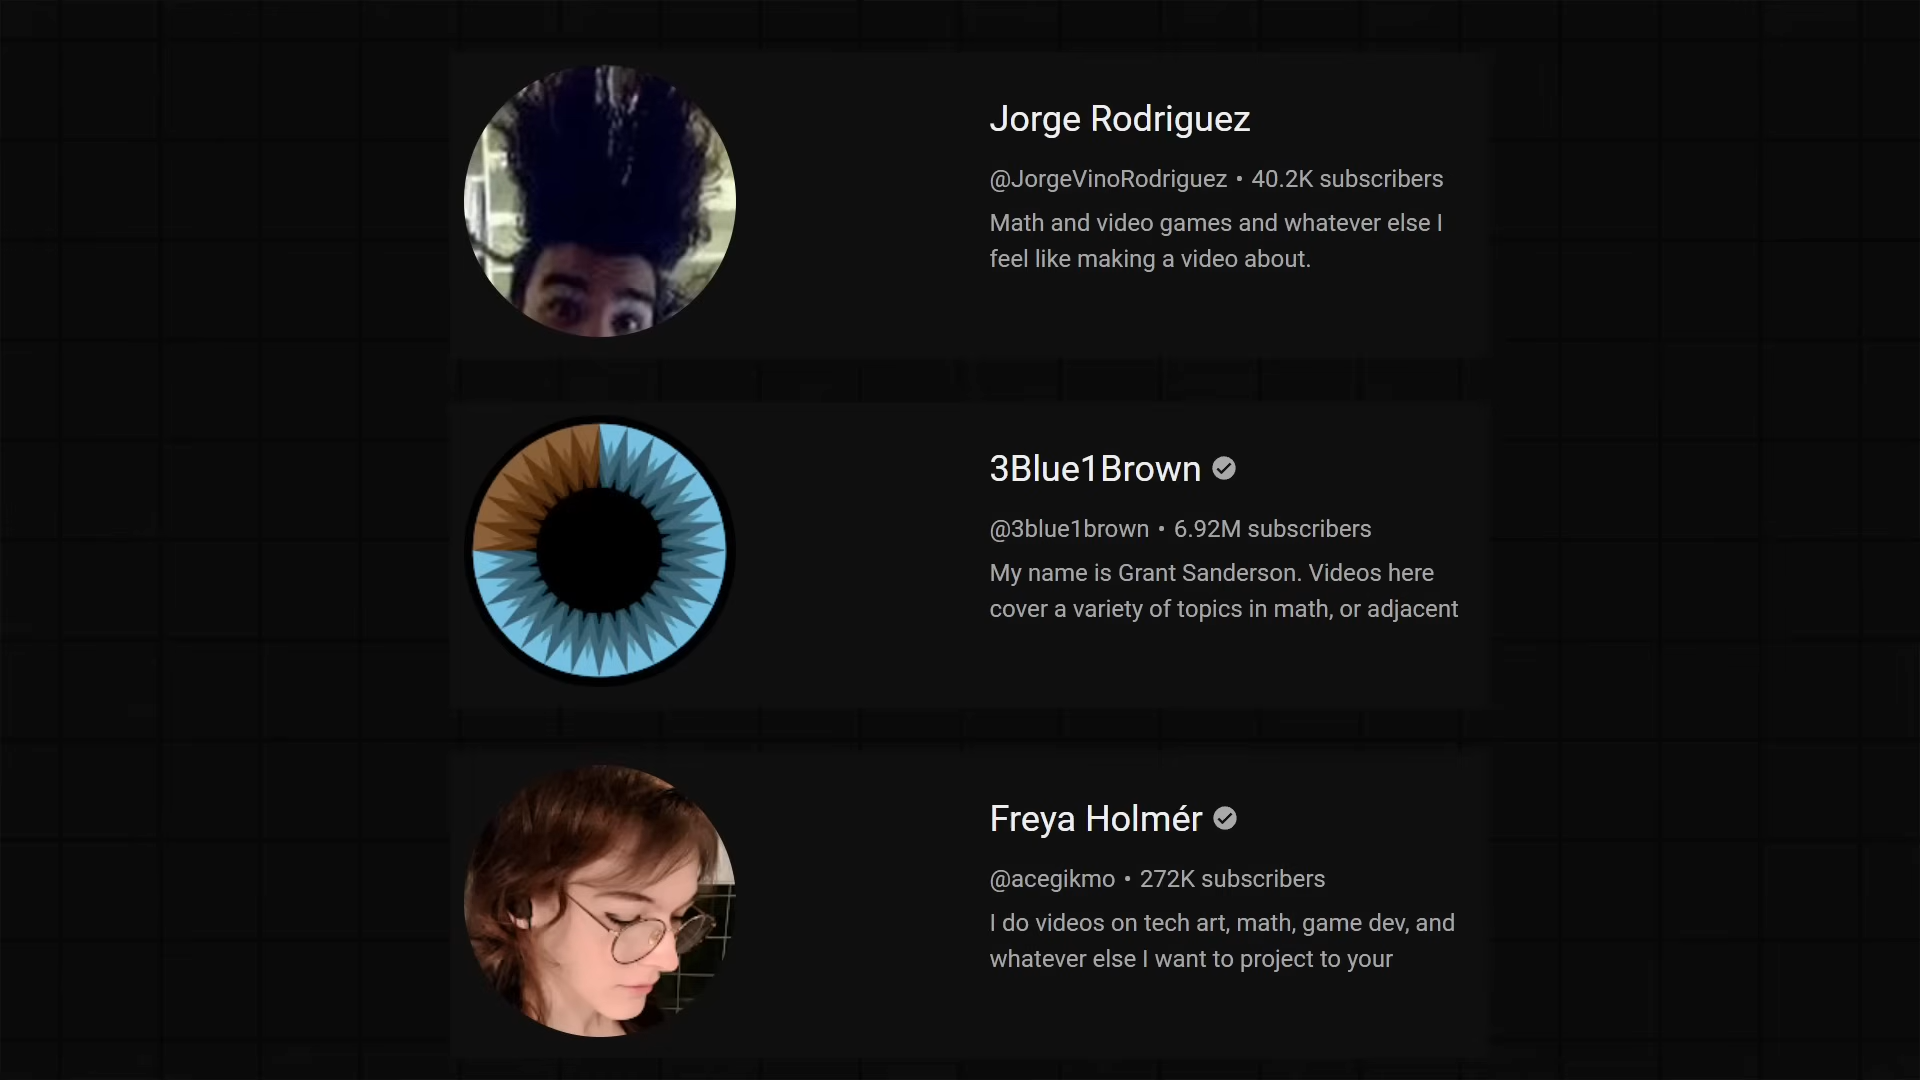 Jorge Rodriguez
@JorgeVinoRodriguez • 40.2K subscribers
Math and video games and whatever else I
feel like making a video about.
3Blue1Brown
@3blue1brown • 6.92M subscribers
My name is Grant Sanderson. Videos here
cover a variety of topics in math, or adjacent
Freya Holmér
@acegikmo • 272K subscribers
I do videos on tech art, math, game dev, and
whatever else I want to project to your